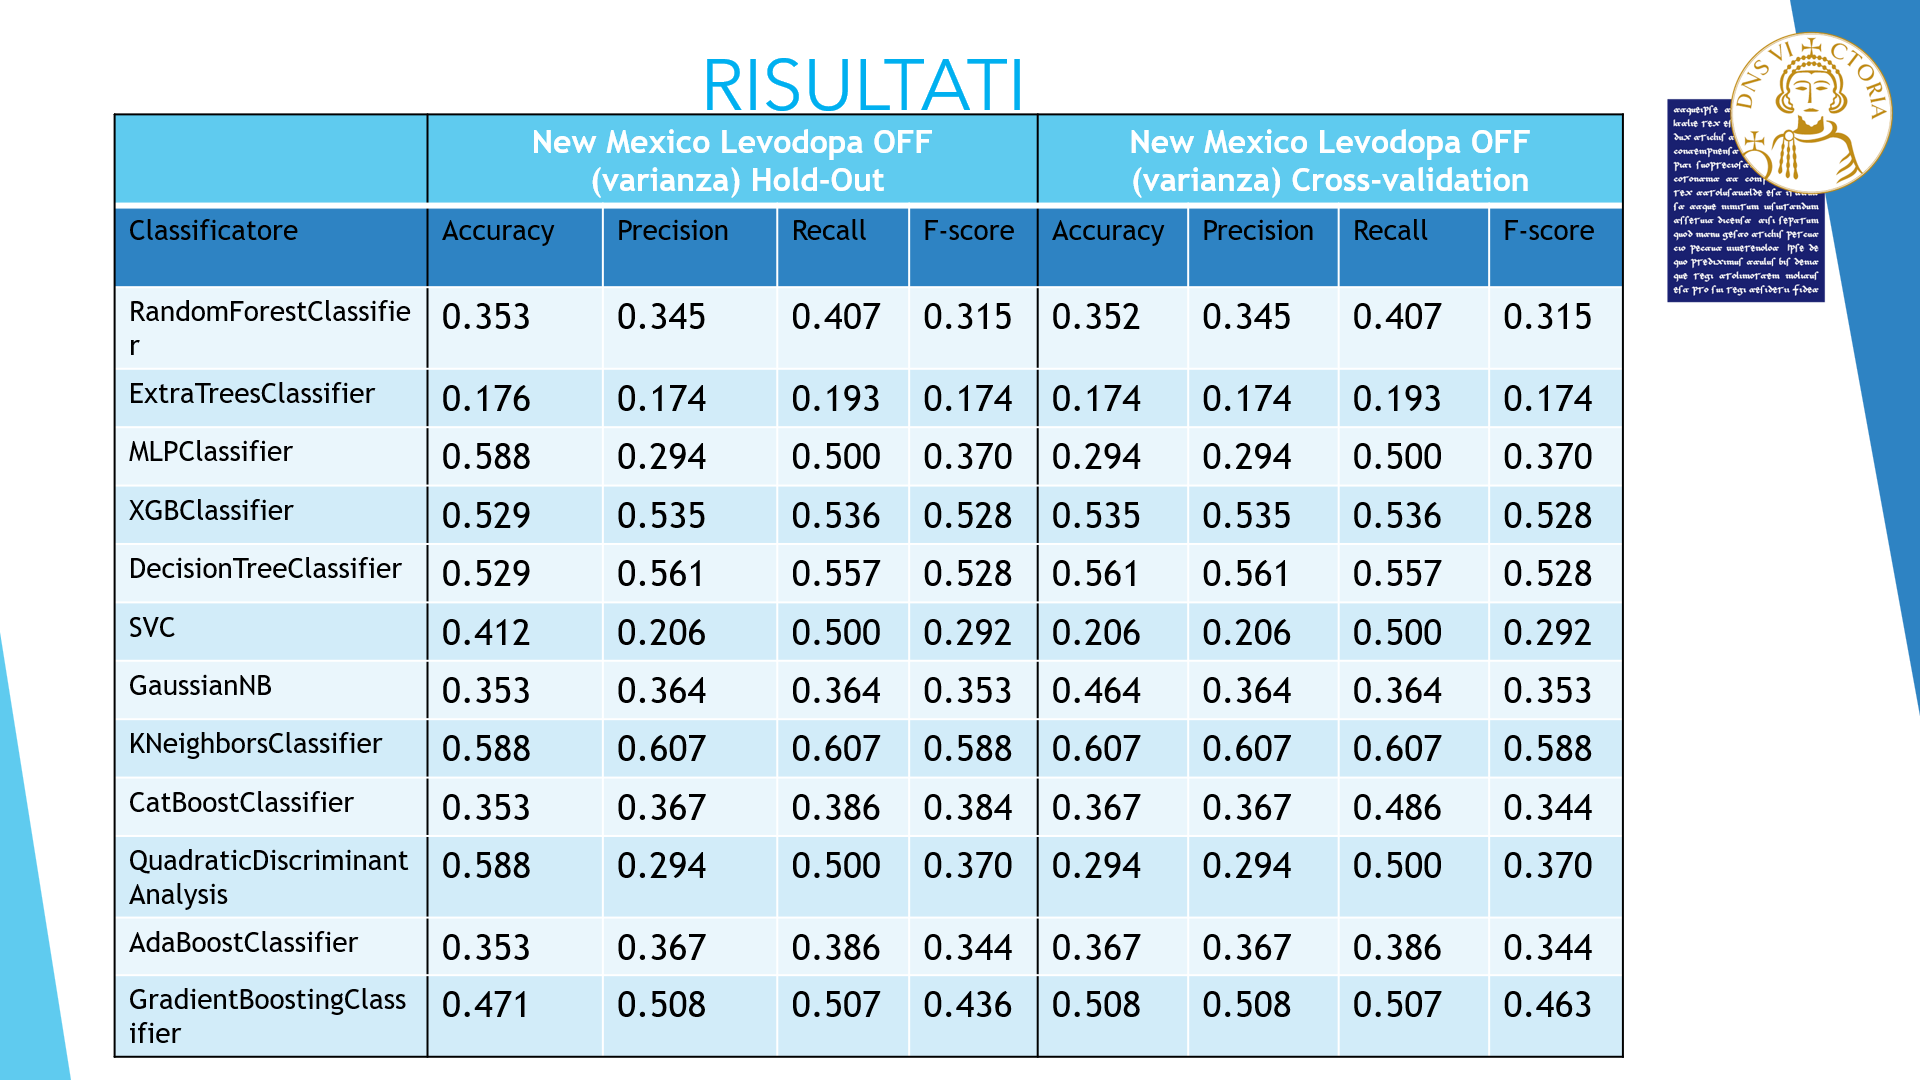 RISULTATI
New Mexico Levodopa OFF
(varianza) Hold-Out
New Mexico Levodopa OFF
(varianza) Cross-validation
Classificatore Accuracy Precision Recall F-score Accuracy Precision Recall F-score
RandomForestClassifie
r
0.353 0.345 0.407 0.315 0.352 0.345 0.407 0.315
ExtraTreesClassifier 0.176 0.174 0.193 0.174 0.174 0.174 0.193 0.174
MLPClassifier 0.588 0.294 0.500 0.370 0.294 0.294 0.500 0.370
XGBClassifier 0.529 0.535 0.536 0.528 0.535 0.535 0.536 0.528
DecisionTreeClassifier 0.529 0.561 0.557 0.528 0.561 0.561 0.557 0.528
SVC 0.412 0.206 0.500 0.292 0.206 0.206 0.500 0.292
GaussianNB 0.353 0.364 0.364 0.353 0.464 0.364 0.364 0.353
KNeighborsClassifier 0.588 0.607 0.607 0.588 0.607 0.607 0.607 0.588
CatBoostClassifier 0.353 0.367 0.386 0.384 0.367 0.367 0.486 0.344
QuadraticDiscriminant
Analysis
0.588 0.294 0.500 0.370 0.294 0.294 0.500 0.370
AdaBoostClassifier 0.353 0.367 0.386 0.344 0.367 0.367 0.386 0.344
GradientBoostingClass
ifier
0.471 0.508 0.507 0.436 0.508 0.508 0.507 0.463
DNS VICTORIA